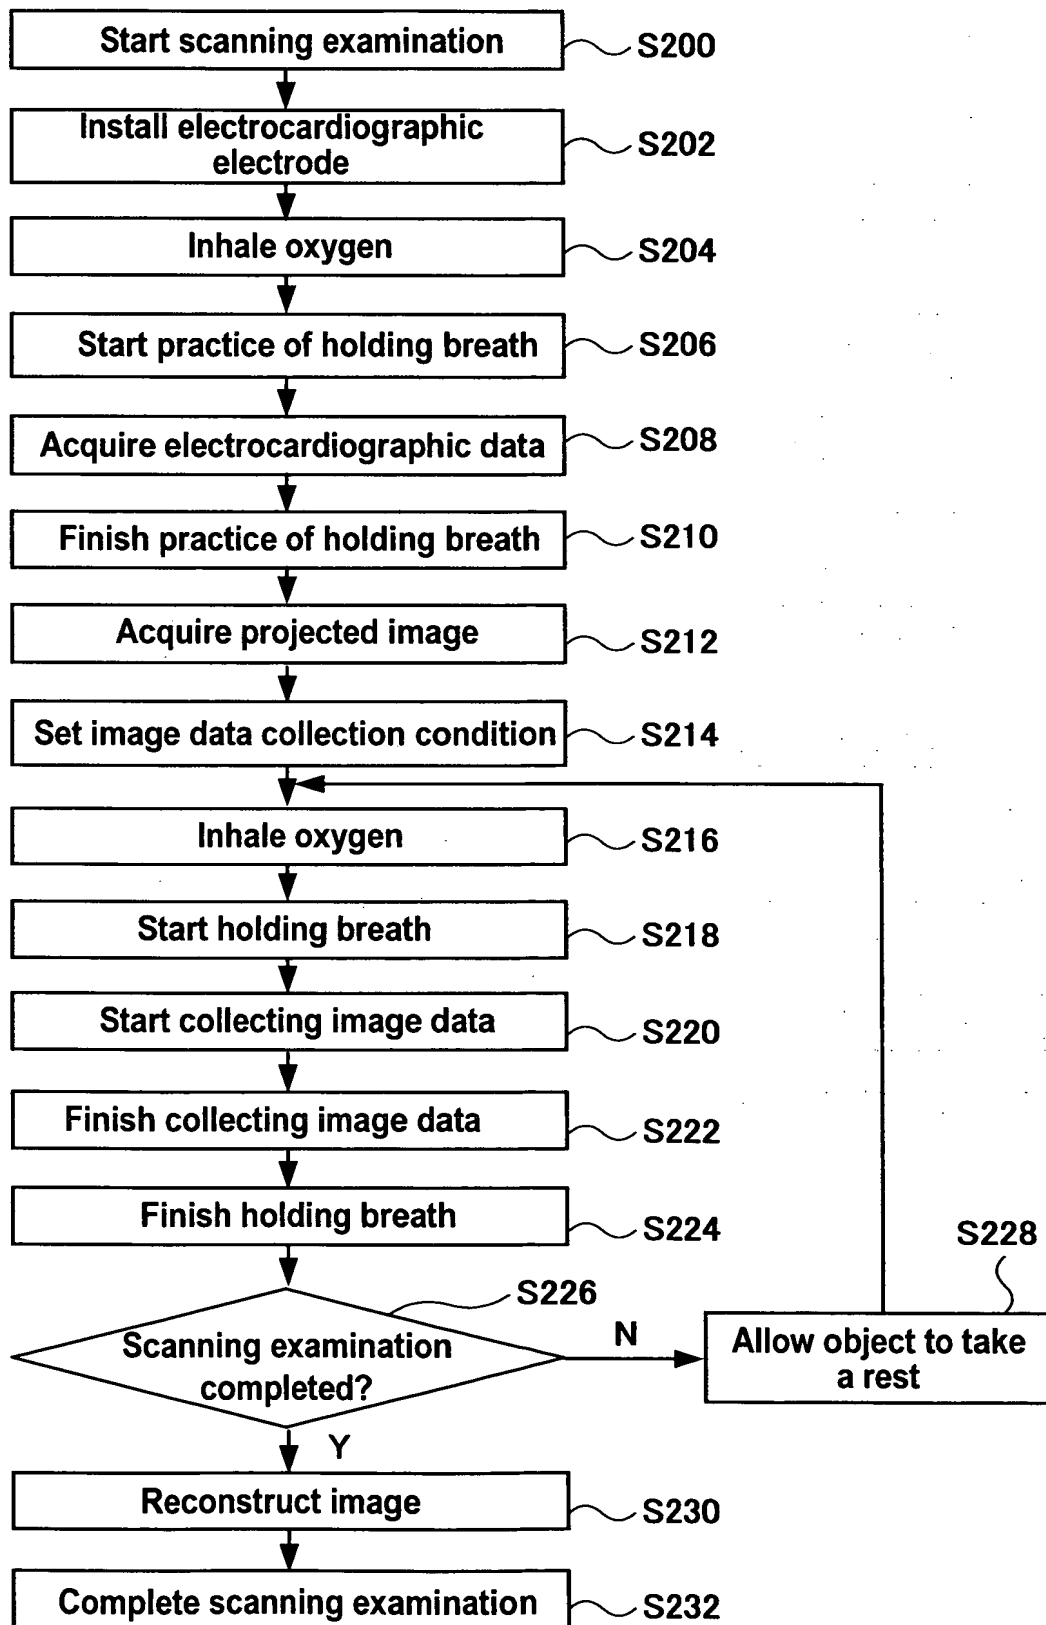 Start scanning examination
S200
Install electrocardiographic
electrode
S202
Inhale oxygen
S204
Start practice of holding breath
S206
Acquire electrocardiographic data
S208
Finish practice of holding breath
S210
Acquire projected image
S212
Set image data collection condition
S214
Inhale oxygen
S216
Start holding breath
S218
Start collecting image data
S220
Finish collecting image data
S222
Finish holding breath
S224
S226
Scanning examination
completed?
N
S228
Allow object to take
a rest
Y
Reconstruct image
S230
Complete scanning examination
S232